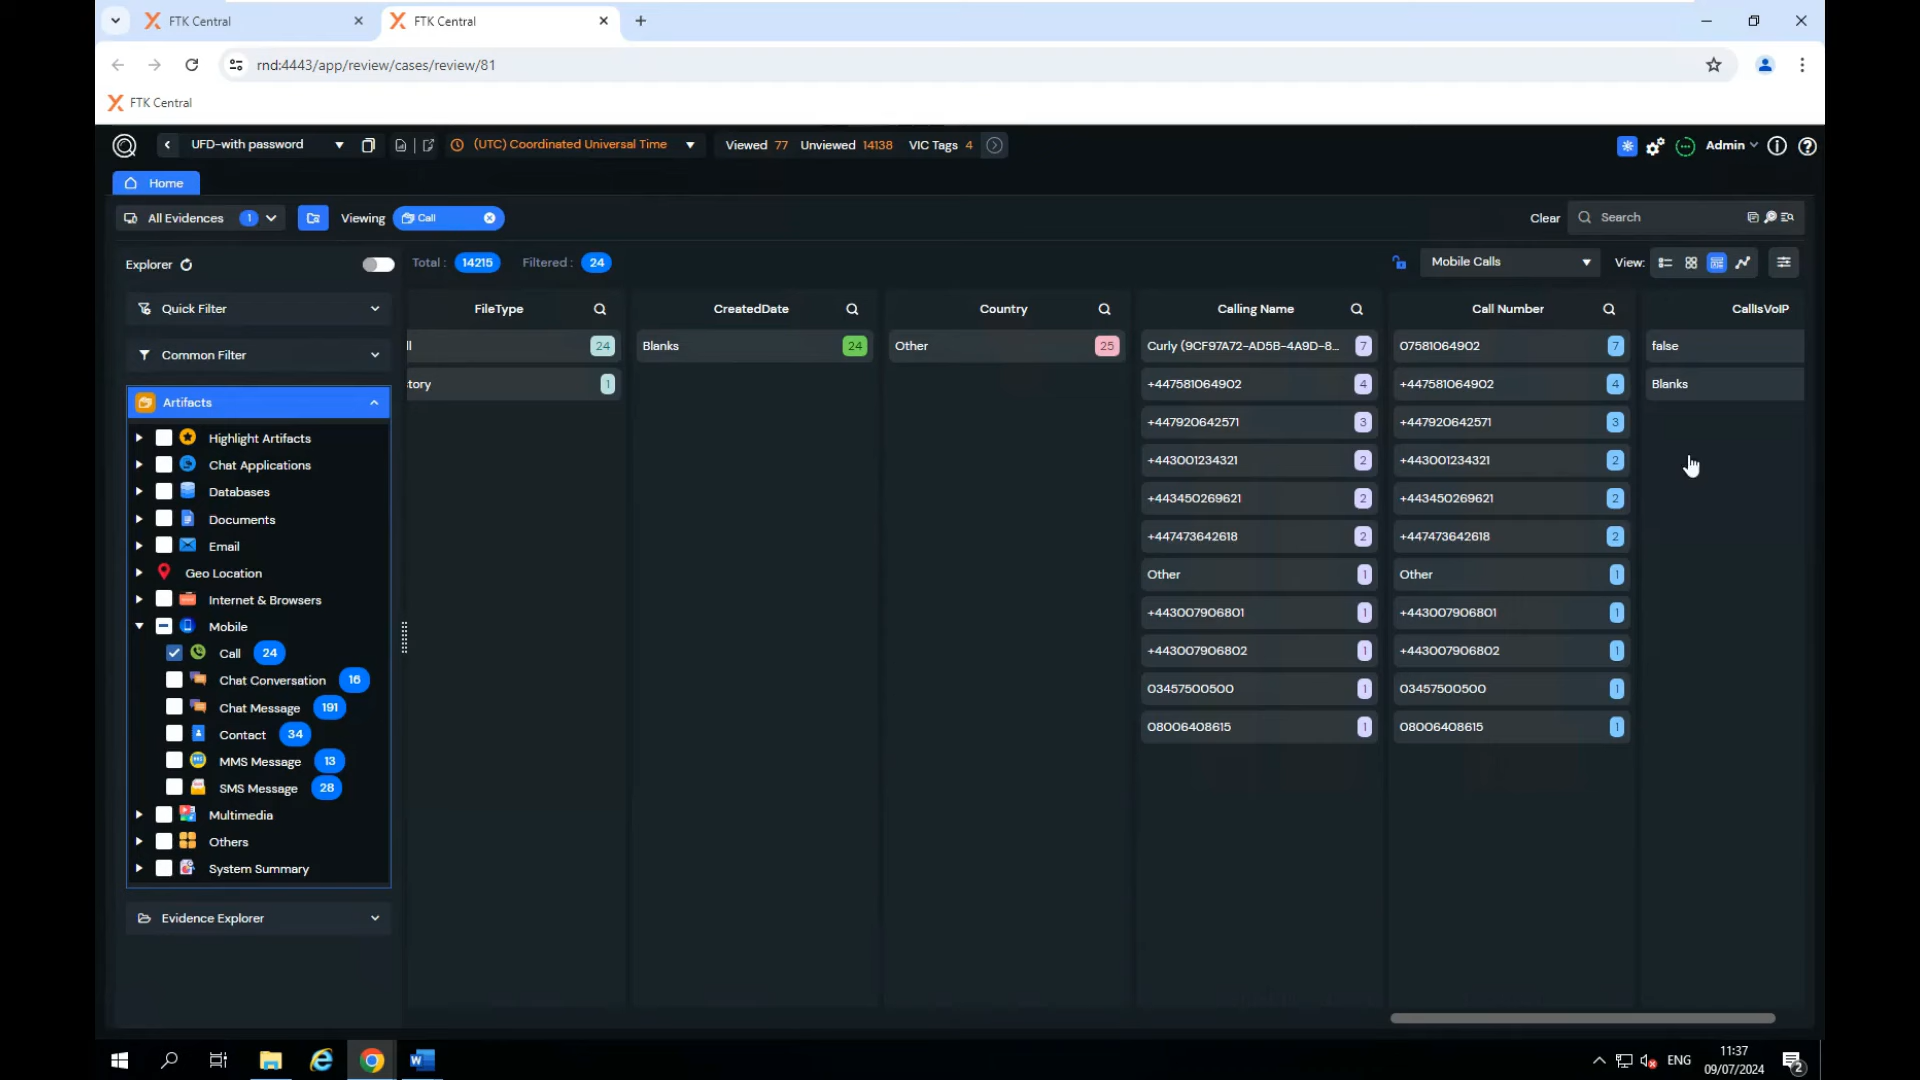 FTK Central
FTK Central
rnd:4443/app/review/cases/review/81
FTK Central
UFD-with password
(UTC) Coordinated Universal Time
Viewed 77 Unviewed 14138 VIC Tags 4
Admin
Home
All Evidences 1
Viewing
Call
Clear
Search
Explorer
Total : 14215 Filtered : 24
Mobile Calls
View:
Quick Filter
Common Filter
Artifacts
Highlight Artifacts
Chat Applications
Databases
Documents
Email
Geo Location
Internet & Browsers
Mobile
Call 24
Chat Conversation 16
Chat Message 191
Contact 34
MMS Message 13
SMS Message 28
Multimedia
Others
System Summary
Evidence Explorer
FileType
ll 24
story 1
CreatedDate
Blanks 24
Country
Other 25
Calling Name
Curly (9CF97A72-AD5B-4A9D-8... 7
+447581064902 4
+447920642571 3
+443001234321 2
+443450269621 2
+447473642618 2
Other 1
+443007906801 1
+443007906802 1
03457500500 1
08006408615 1
Call Number
07581064902 7
+447581064902 4
+447920642571 3
+443001234321 2
+443450269621 2
+447473642618 2
Other 1
+443007906801 1
+443007906802 1
03457500500 1
08006408615 1
CallIsVoIP
false
Blanks
ENG
11:37
09/07/2024
2